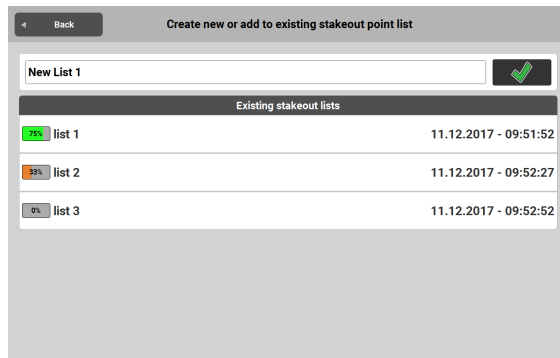 Back
Create new or add to existing stakeout point list
New List 1
Existing stakeout lists
75% list 1 11.12.2017 - 09:51:52
33% list 2 11.12.2017 - 09:52:27
0% list 3 11.12.2017 - 09:52:52